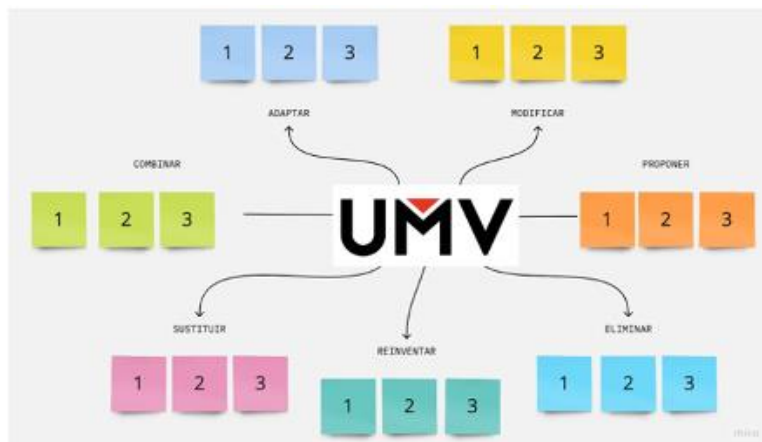 1 2 3
1 2 3
ADAPTAR
MODIFICAR
COMBINAR
PROPONER
1 2 3
UMV
1 2 3
SUSTITUIR
REINVENTAR
ELIMINAR
1 2 3
1 2 3
1 2 3
miro